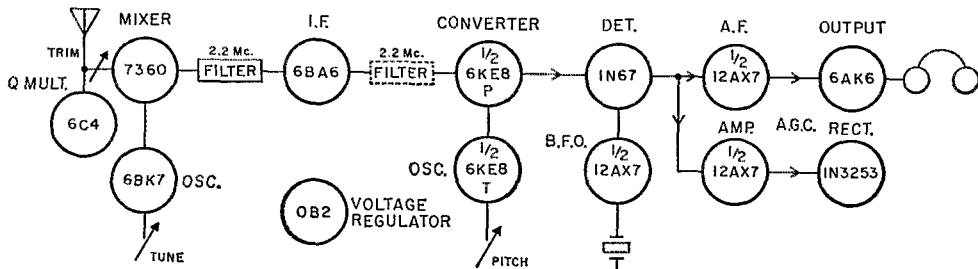 MIXER
I.F.
CONVERTER
DET.
A.F.
OUTPUT
TRIM
Q MULT.
6C4
7360
2.2 Mc.
FILTER
6BA6
2.2 Mc.
FILTER
1/2
6KE8
P
1N67
1/2
12AX7
6AK6
6BK7
OSC.
TUNE
OB2
VOLTAGE
REGULATOR
OSC.
1/2
6KE8
T
PITCH
B.F.O.
1/2
12AX7
AMP.
1/2
12AX7
A.G.C.
RECT.
1N3253